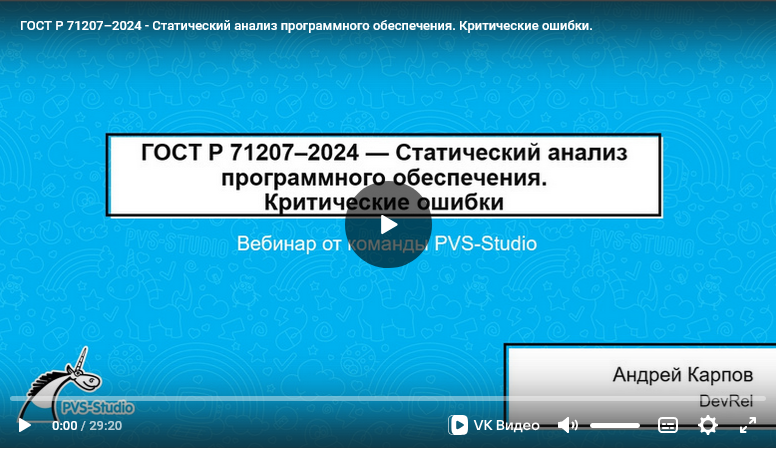 ГОСТ Р 71207–2024 - Статический анализ программного обеспечения. Критические ошибки.
ГОСТ Р 71207–2024 — Статический анализ
программного обеспечения.
Критические ошибки
Вебинар от команды PVS-Studio
Андрей Карпов
DevRel
PVS-Studio
0:00 / 29:20
VK Видео